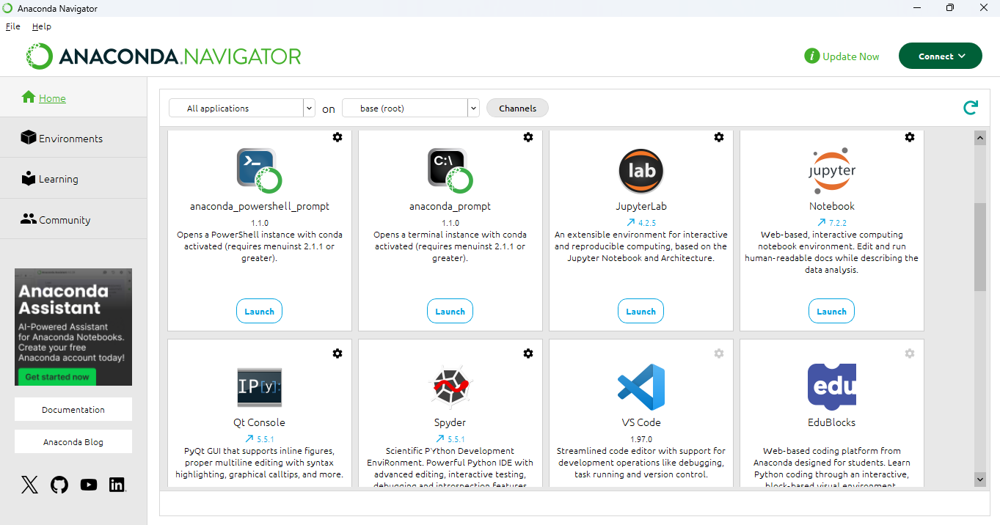 Anaconda Navigator
File Help
ANACONDA.NAVIGATOR
Update Now
Connect
Home
Environments
Learning
Community
Anaconda
Assistant
AI-Powered Assistant
for Anaconda Notebooks.
Create your free
Anaconda account today!
Get started now
Documentation
Anaconda Blog
All applications on base (root) Channels
anaconda_powershell_prompt
1.1.0
Opens a PowerShell instance with conda
activated (requires menuinst 2.1.1 or
greater).
Launch
C:\
anaconda_prompt
1.1.0
Opens a terminal instance with conda
activated (requires menuinst 2.1.1 or
greater).
Launch
lab
JupyterLab
4.2.5
An extensible environment for interactive
and reproducible computing, based on the
Jupyter Notebook and Architecture.
Launch
jupyter
Notebook
7.2.2
Web-based, interactive computing
notebook environment. Edit and run
human-readable docs while describing the
data analysis.
Launch
IP[y]:
Qt Console
5.5.1
PyQt GUI that supports inline figures,
proper multiline editing with syntax
highlighting, graphical calltips, and more.
Spyder
5.5.1
Scientific PYthon Development
EnviRonment. Powerful Python IDE with
advanced editing, interactive testing,
debugging and introspection features
VS Code
1.97.0
Streamlined code editor with support for
development operations like debugging,
task running and version control.
edu
EduBlocks
Web-based coding platform from
Anaconda designed for students. Learn
Python coding through an interactive,
block-based visual environment